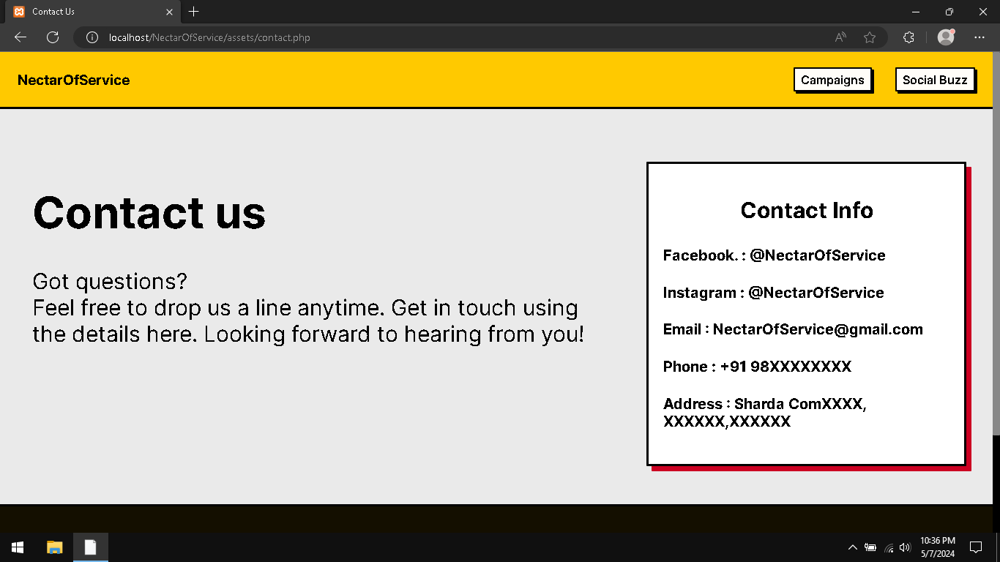 Contact Us
localhost/NectarOfService/assets/contact.php
NectarOfService
Campaigns
Social Buzz
Contact us
Got questions?
Feel free to drop us a line anytime. Get in touch using
the details here. Looking forward to hearing from you!
Contact Info
Facebook. : @NectarOfService
Instagram : @NectarOfService
Email : NectarOfService@gmail.com
Phone : +91 98XXXXXXXX
Address : Sharda ComXXXX,
XXXXXX,XXXXXX
10:36 PM
5/7/2024